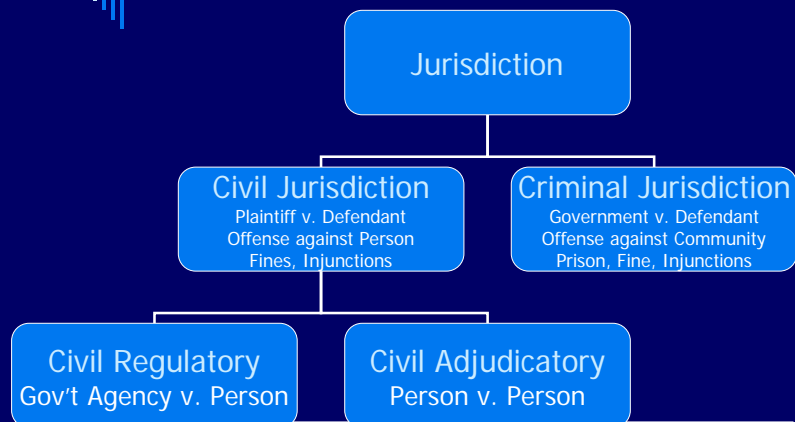 Jurisdiction
Civil Jurisdiction
Plaintiff v. Defendant
Offense against Person
Fines, Injunctions
Criminal Jurisdiction
Government v. Defendant
Offense against Community
Prison, Fine, Injunctions
Civil Regulatory
Gov't Agency v. Person
Civil Adjudicatory
Person v. Person